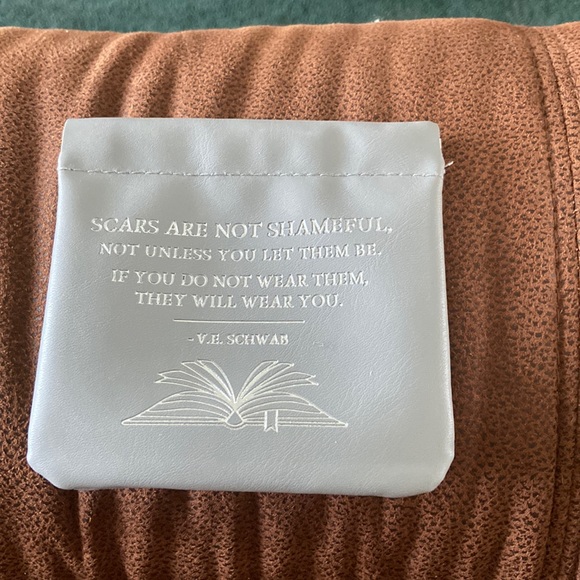 SCARS ARE NOT SHAMEFUL,
NOT UNLESS YOU LET THEM BE.
IF YOU DO NOT WEAR THEM,
THEY WILL WEAR YOU.
- V.E. SCHWAB